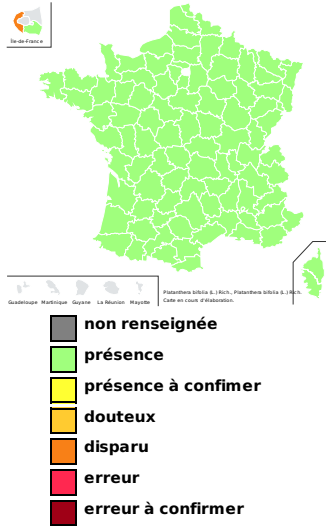 Île-de-France
Guadeloupe Martinique Guyane La Réunion Mayotte
Platanthera bifolia (L.) Rich., Platanthera bifolia (L.) Rich.
Carte en cours d'élaboration.
non renseignée
présence
présence à confimer
douteux
disparu
erreur
erreur à confirmer